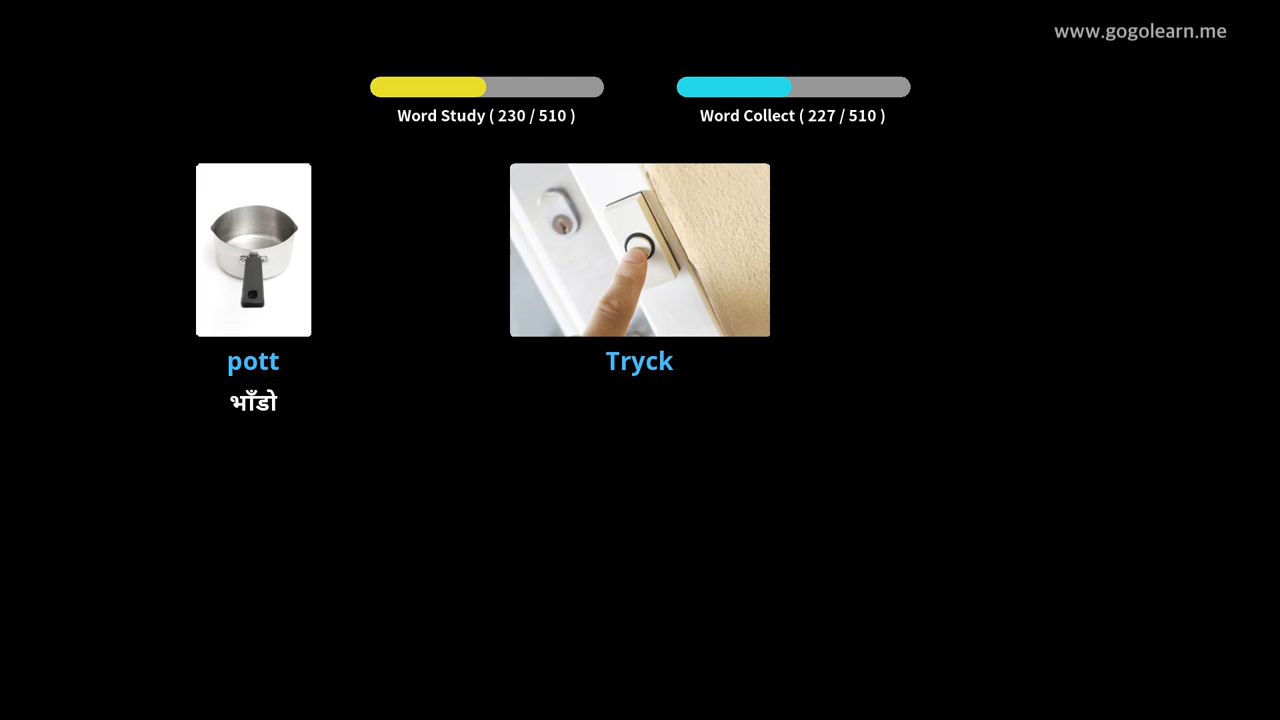 www.gogolearn.me
Word Study ( 230 / 510 )
Word Collect ( 227 / 510 )
pott
Tryck
भाँडो